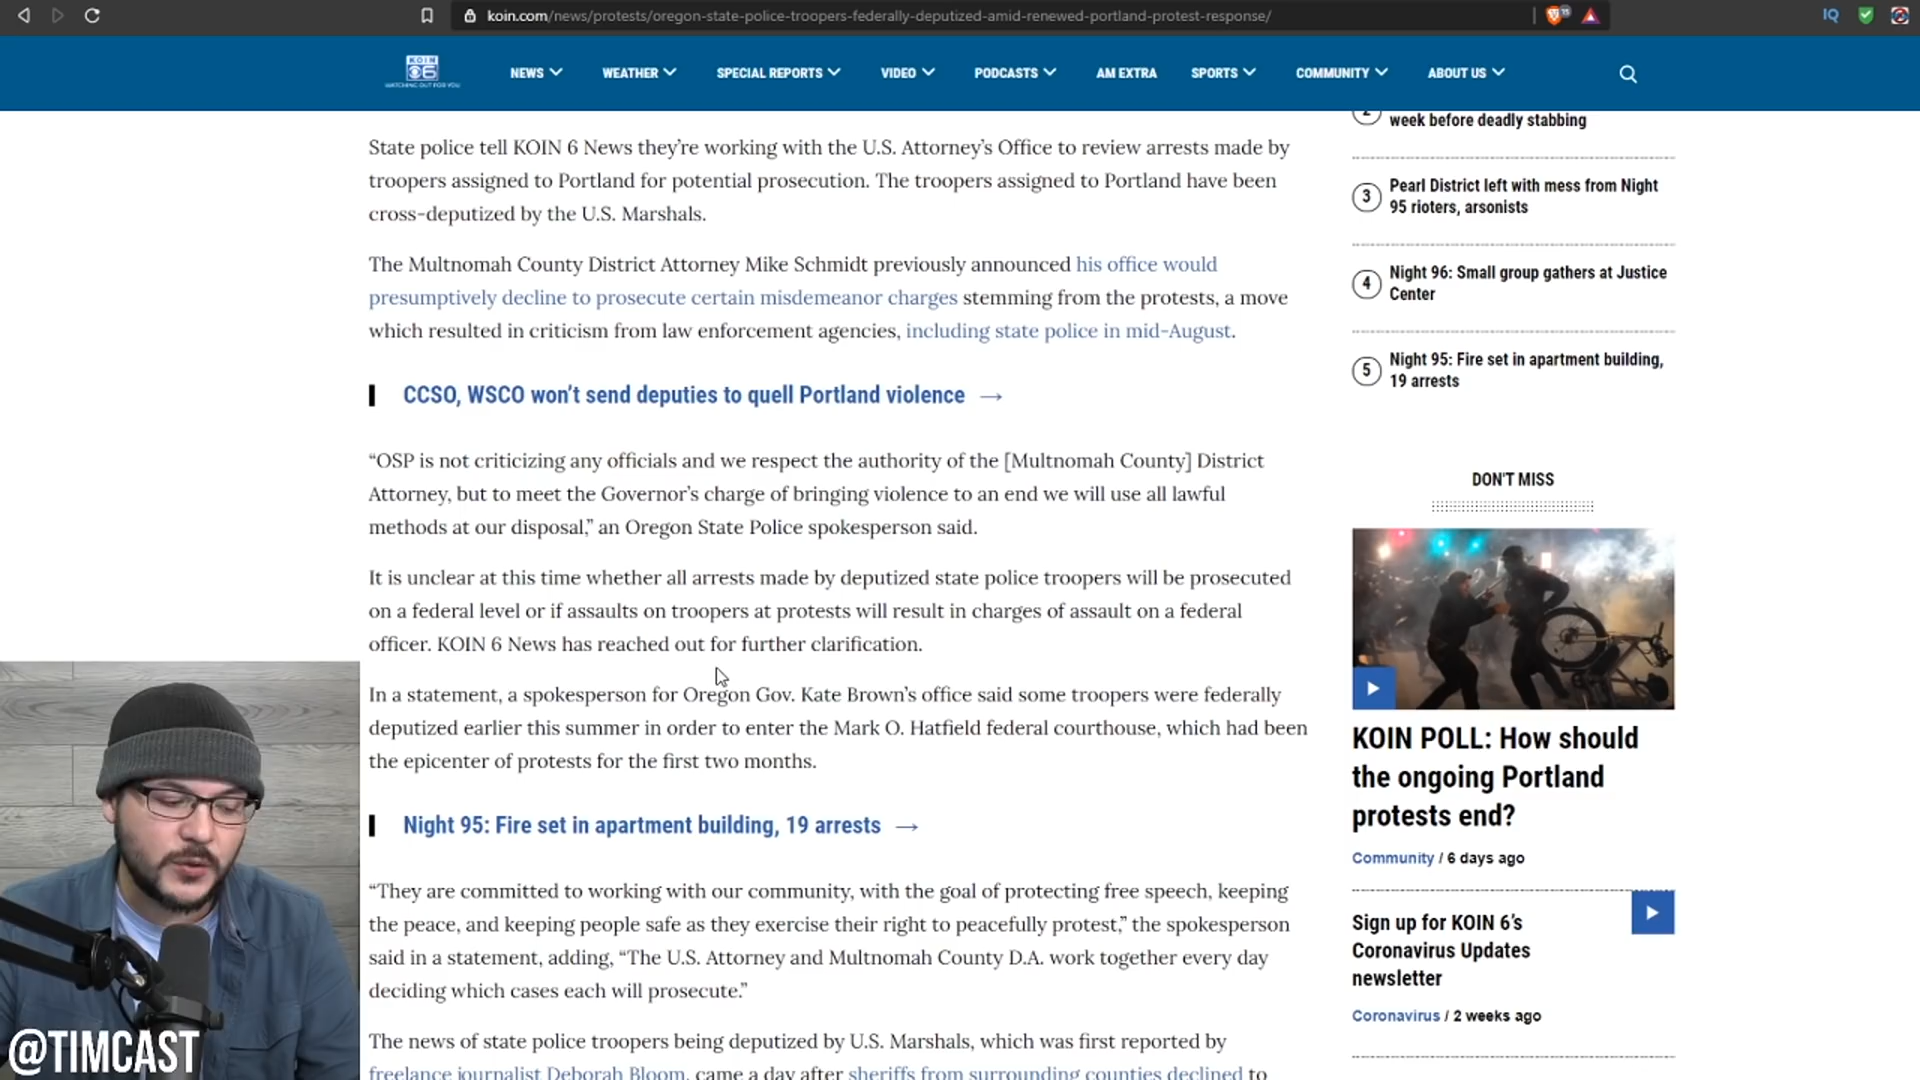 koin.com/news/protests/oregon-state-police-troopers-federally-deputized-amid-renewed-portland-protest-response/
15
IQ
KOIN
6
WATCHING OUT FOR YOU
NEWS
WEATHER
SPECIAL REPORTS
VIDEO
PODCASTS
AM EXTRA
SPORTS
COMMUNITY
ABOUT US
State police tell KOIN 6 News they’re working with the U.S. Attorney’s Office to review arrests made by
troopers assigned to Portland for potential prosecution. The troopers assigned to Portland have been
cross-deputized by the U.S. Marshals.
The Multnomah County District Attorney Mike Schmidt previously announced his office would
presumptively decline to prosecute certain misdemeanor charges stemming from the protests, a move
which resulted in criticism from law enforcement agencies, including state police in mid-August.
CCSO, WSCO won’t send deputies to quell Portland violence →
“OSP is not criticizing any officials and we respect the authority of the [Multnomah County] District
Attorney, but to meet the Governor’s charge of bringing violence to an end we will use all lawful
methods at our disposal,” an Oregon State Police spokesperson said.
It is unclear at this time whether all arrests made by deputized state police troopers will be prosecuted
on a federal level or if assaults on troopers at protests will result in charges of assault on a federal
officer. KOIN 6 News has reached out for further clarification.
In a statement, a spokesperson for Oregon Gov. Kate Brown’s office said some troopers were federally
deputized earlier this summer in order to enter the Mark O. Hatfield federal courthouse, which had been
the epicenter of protests for the first two months.
Night 95: Fire set in apartment building, 19 arrests →
“They are committed to working with our community, with the goal of protecting free speech, keeping
the peace, and keeping people safe as they exercise their right to peacefully protest,” the spokesperson
said in a statement, adding, “The U.S. Attorney and Multnomah County D.A. work together every day
deciding which cases each will prosecute.”
The news of state police troopers being deputized by U.S. Marshals, which was first reported by
freelance journalist Deborah Bloom, came a day after sheriffs from surrounding counties declined to
2
week before deadly stabbing
3
Pearl District left with mess from Night
95 rioters, arsonists
4
Night 96: Small group gathers at Justice
Center
5
Night 95: Fire set in apartment building,
19 arrests
DON'T MISS
KOIN POLL: How should
the ongoing Portland
protests end?
Community / 6 days ago
Sign up for KOIN 6’s
Coronavirus Updates
newsletter
Coronavirus / 2 weeks ago
@TIMCAST